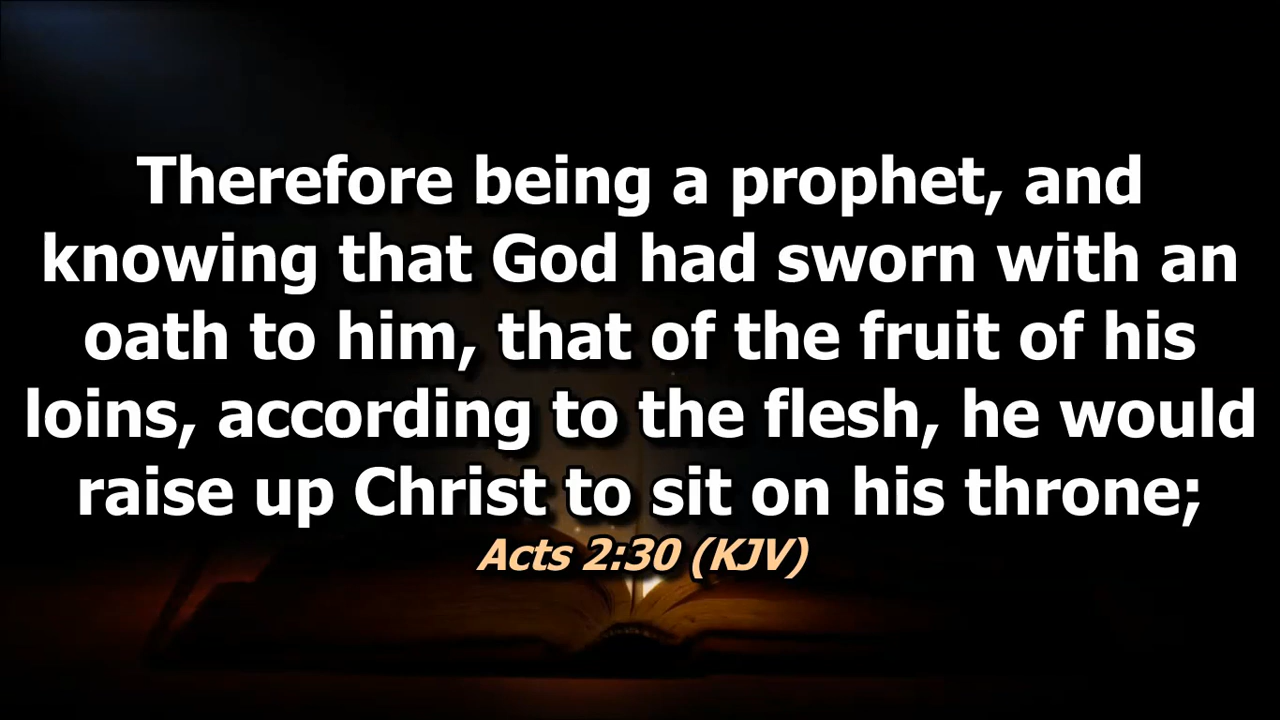 Therefore being a prophet, and
knowing that God had sworn with an
oath to him, that of the fruit of his
loins, according to the flesh, he would
raise up Christ to sit on his throne;
Acts 2:30 (KJV)